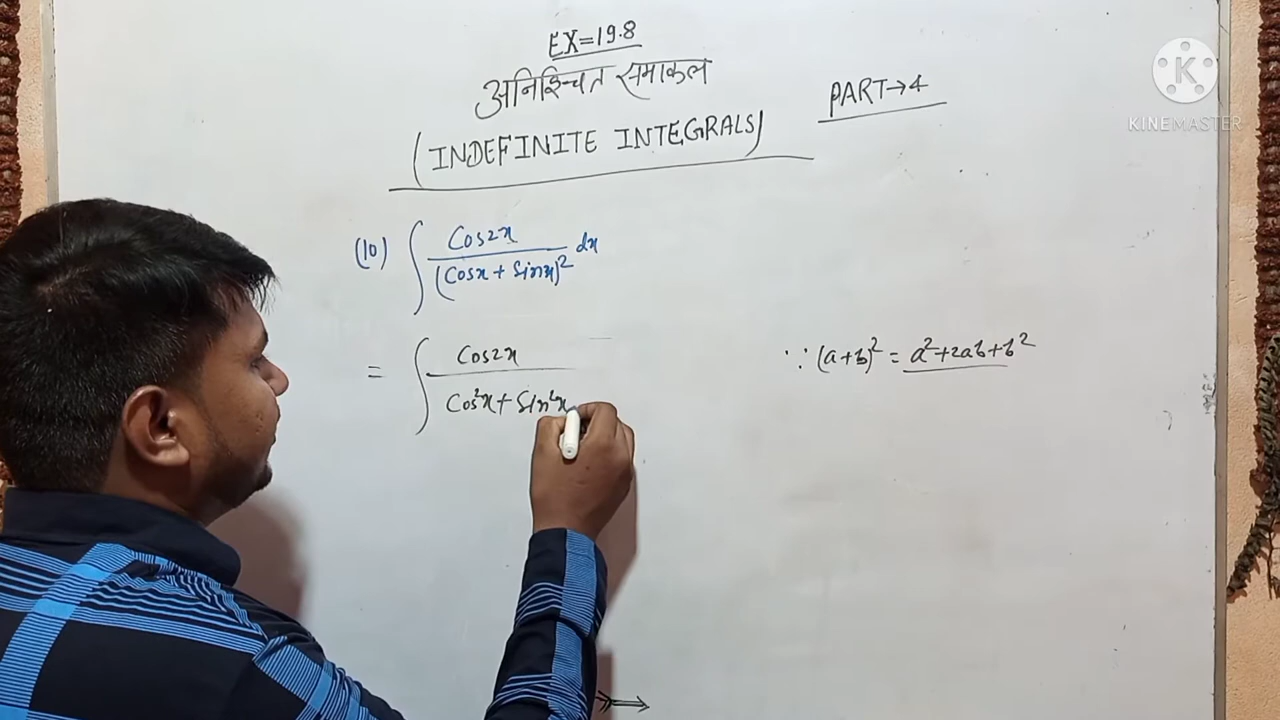 EX=19.8
अनिश्चित समाकल
(INDEFINITE INTEGRALS)
PART→4
(10) ∫ Cos2x / (Cosx + Sinx)² dx
= ∫ Cos2x / Cos²x + Sin²x
∵ (a+b)² = a²+2ab+b²
K
KINEMASTER